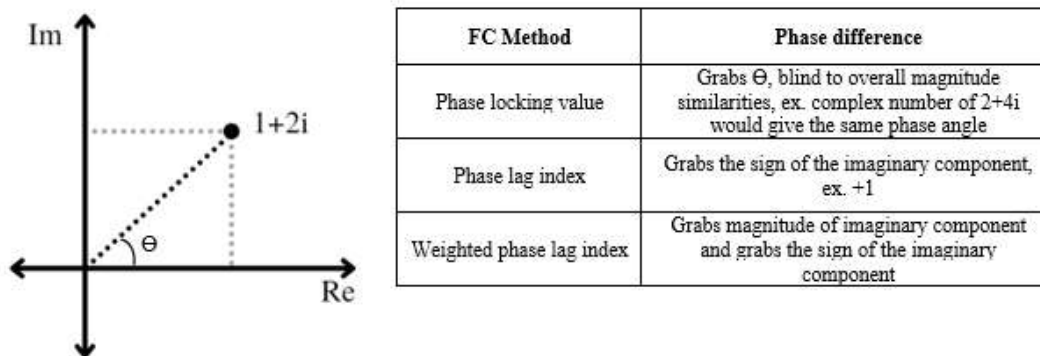 Im
1+2i
Ɵ
Re
FC Method Phase difference
Phase locking value
Grabs Ɵ, blind to overall magnitude
similarities, ex. complex number of 2+4i
would give the same phase angle
Phase lag index
Grabs the sign of the imaginary component,
ex. +1
Weighted phase lag index
Grabs magnitude of imaginary component
and grabs the sign of the imaginary
component